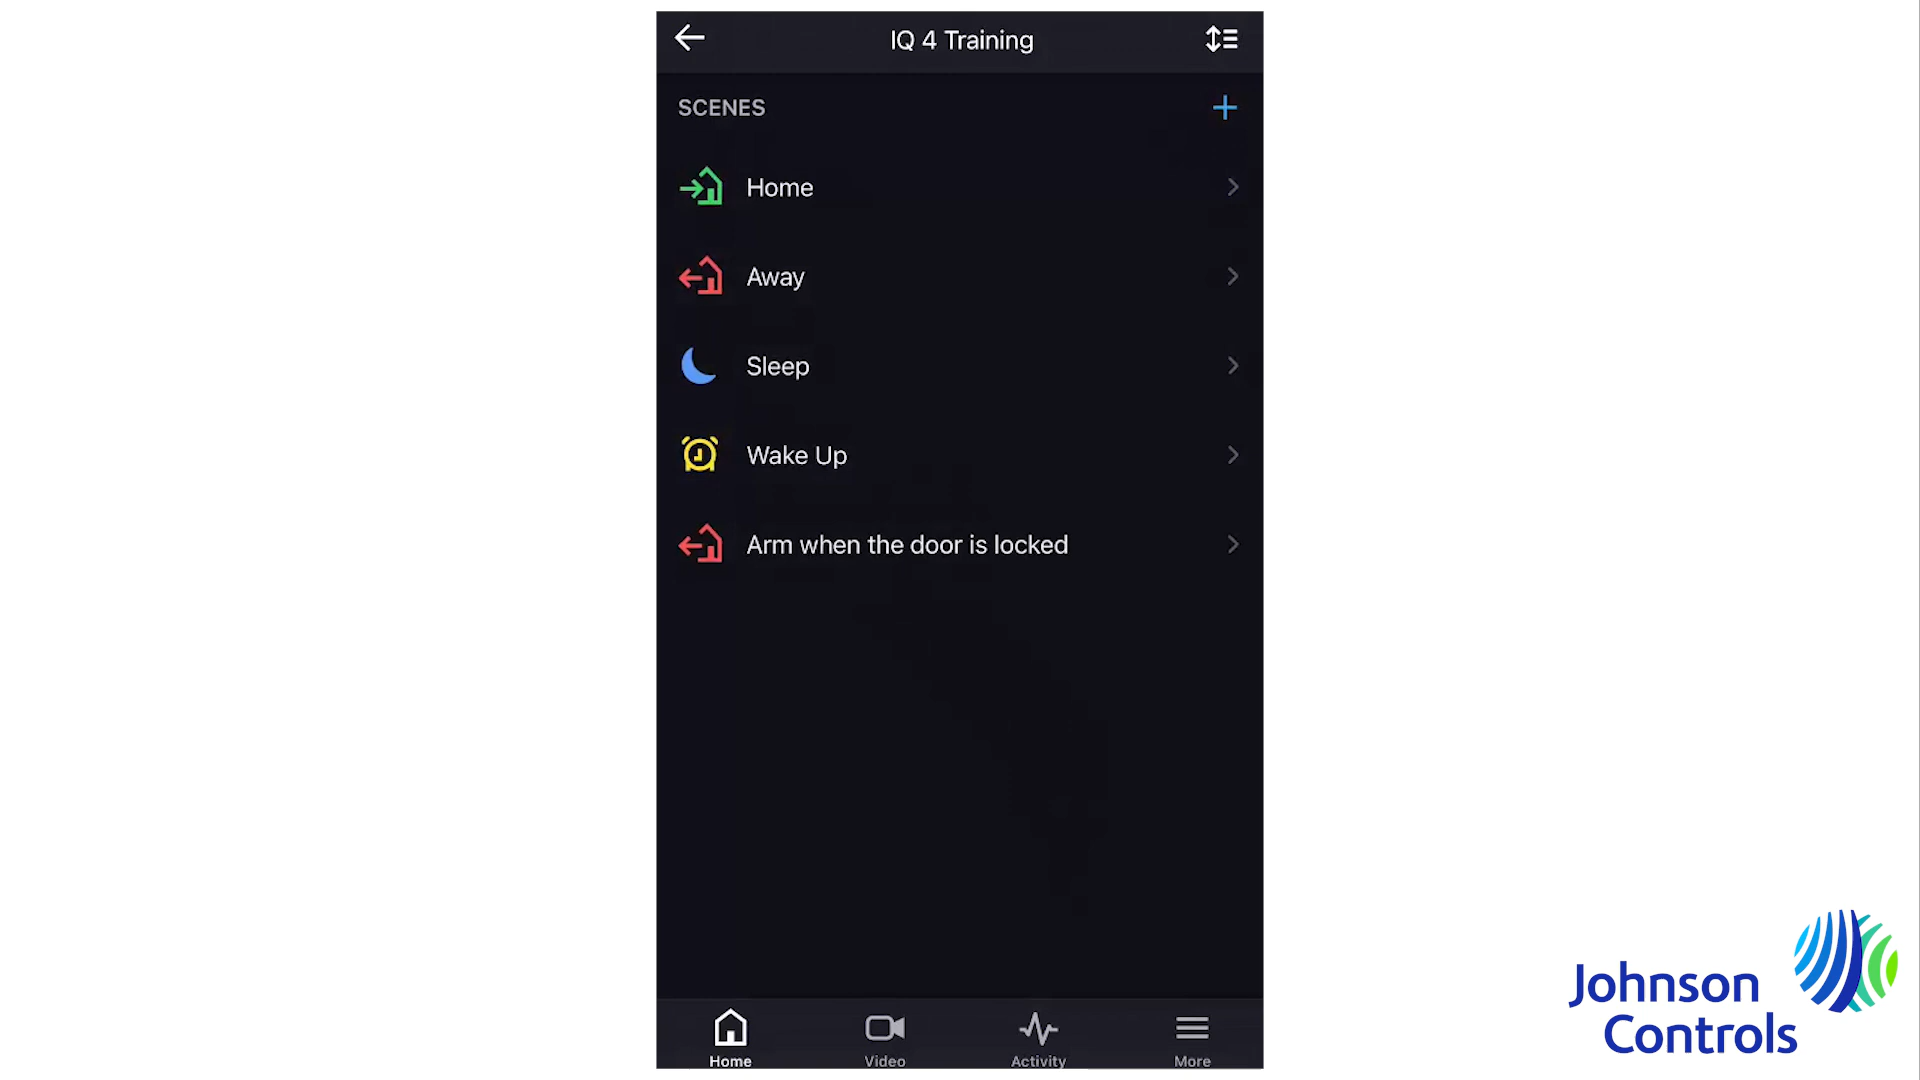 IQ 4 Training
SCENES
Home
Away
Sleep
Wake Up
Arm when the door is locked
Home
Video
Activity
More
Johnson
Controls